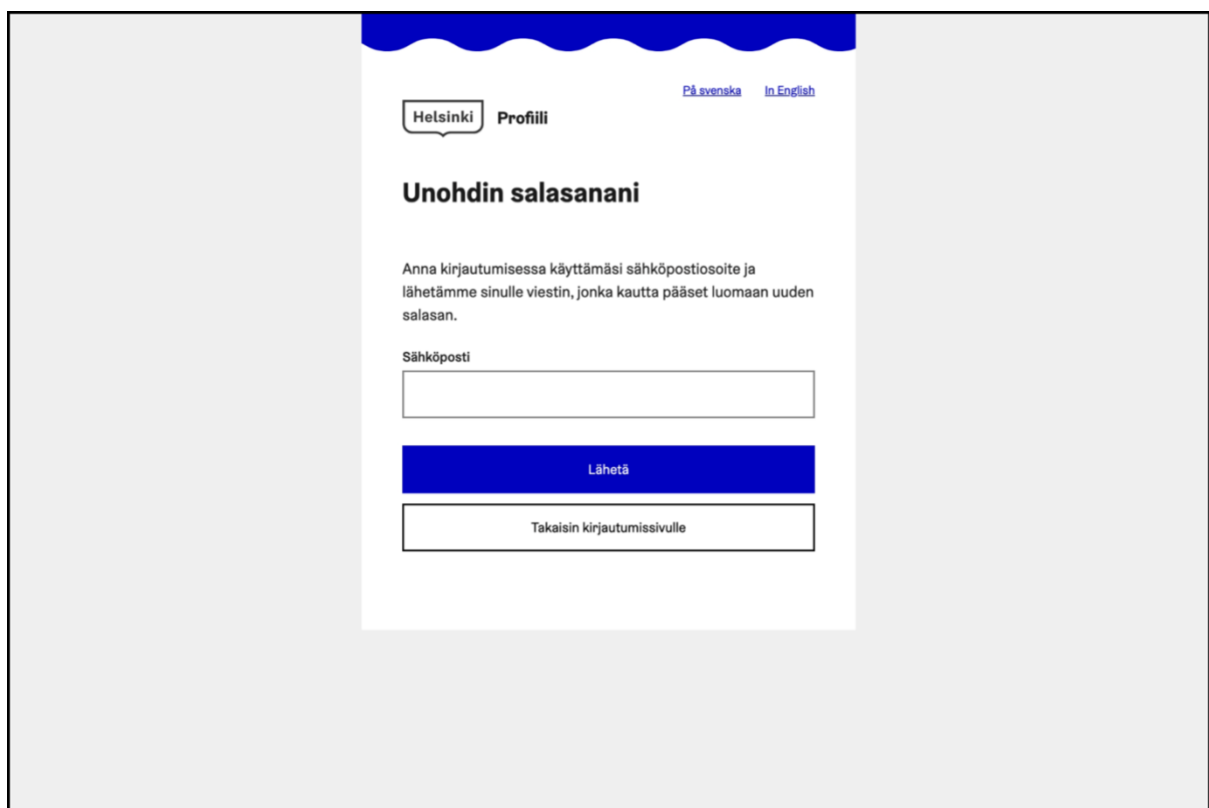 På svenska In English
Helsinki Profiili
Unohdin salasanani
Anna kirjautumisessa käyttämäsi sähköpostiosoite ja
lähetämme sinulle viestin, jonka kautta pääset luomaan uuden
salasan.
Sähköposti
Lähetä
Takaisin kirjautumissivulle